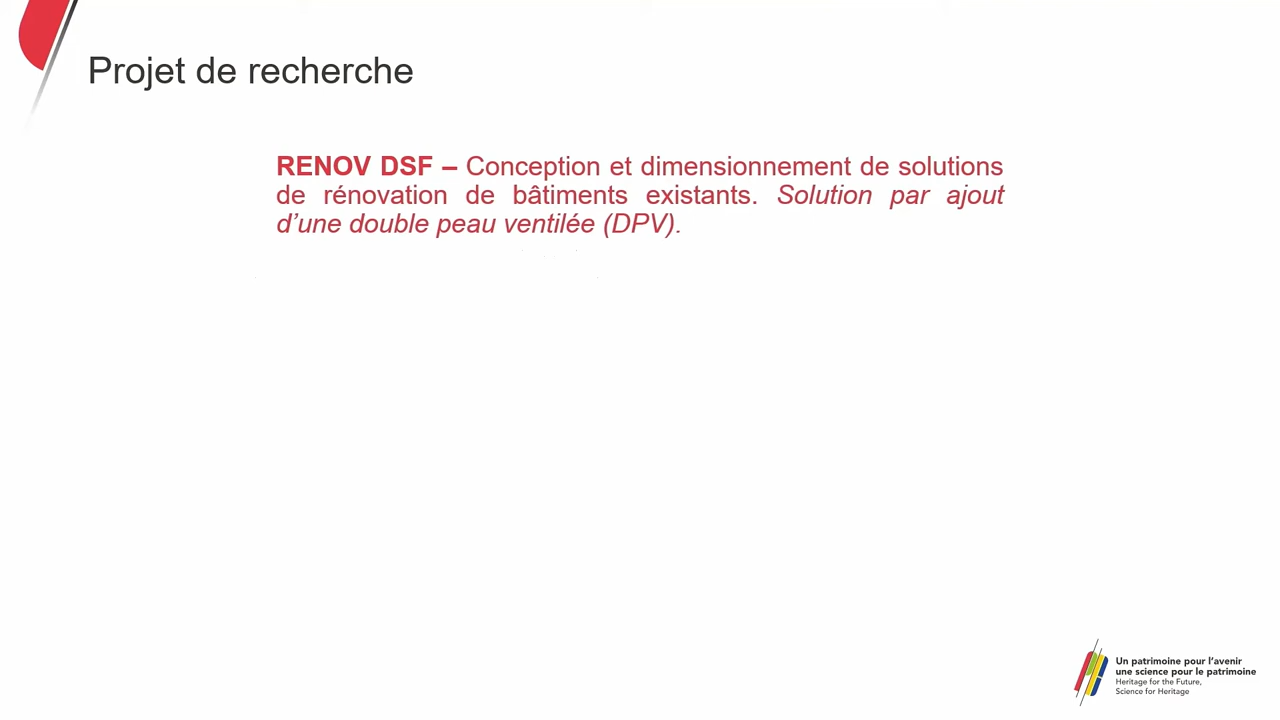 Projet de recherche
RENOV DSF – Conception et dimensionnement de solutions
de rénovation de bâtiments existants. Solution par ajout
d’une double peau ventilée (DPV).
Un patrimoine pour l’avenir
une science pour le patrimoine
Heritage for the Future,
Science for Heritage